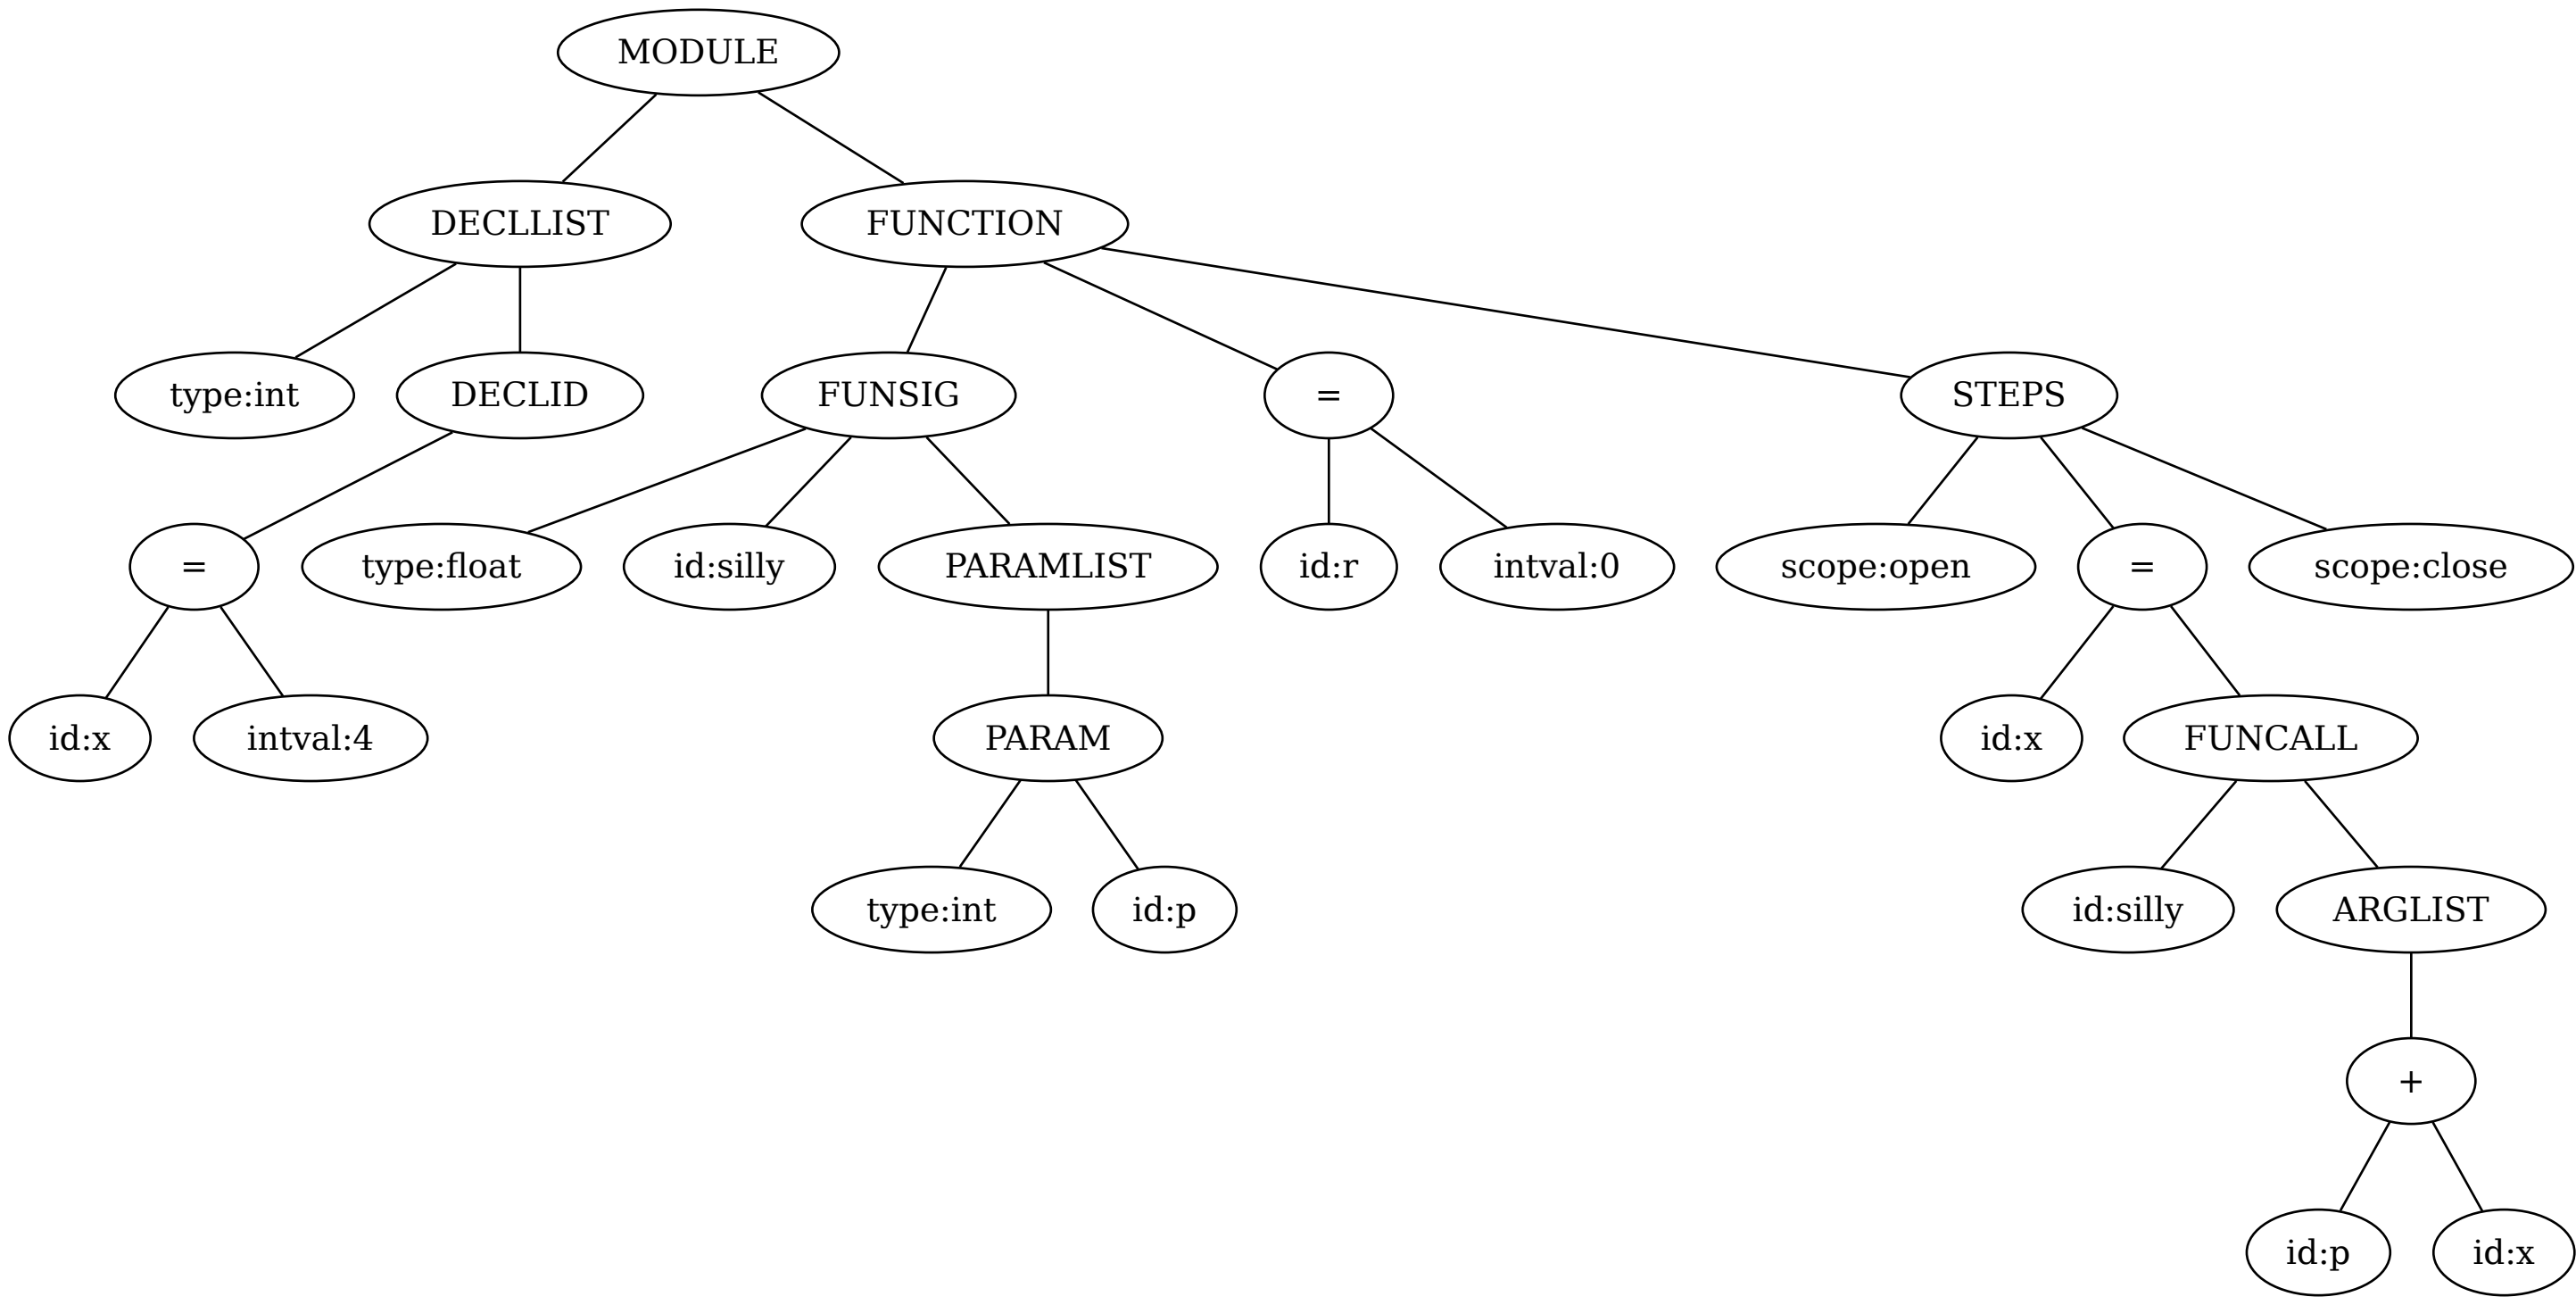 MODULE
DECLLIST FUNCTION
type:int DECLID FUNSIG = STEPS
= type:float id:silly PARAMLIST id:r intval:0 scope:open = scope:close
id:x intval:4 PARAM id:x FUNCALL
type:int id:p id:silly ARGLIST
+
id:p id:x